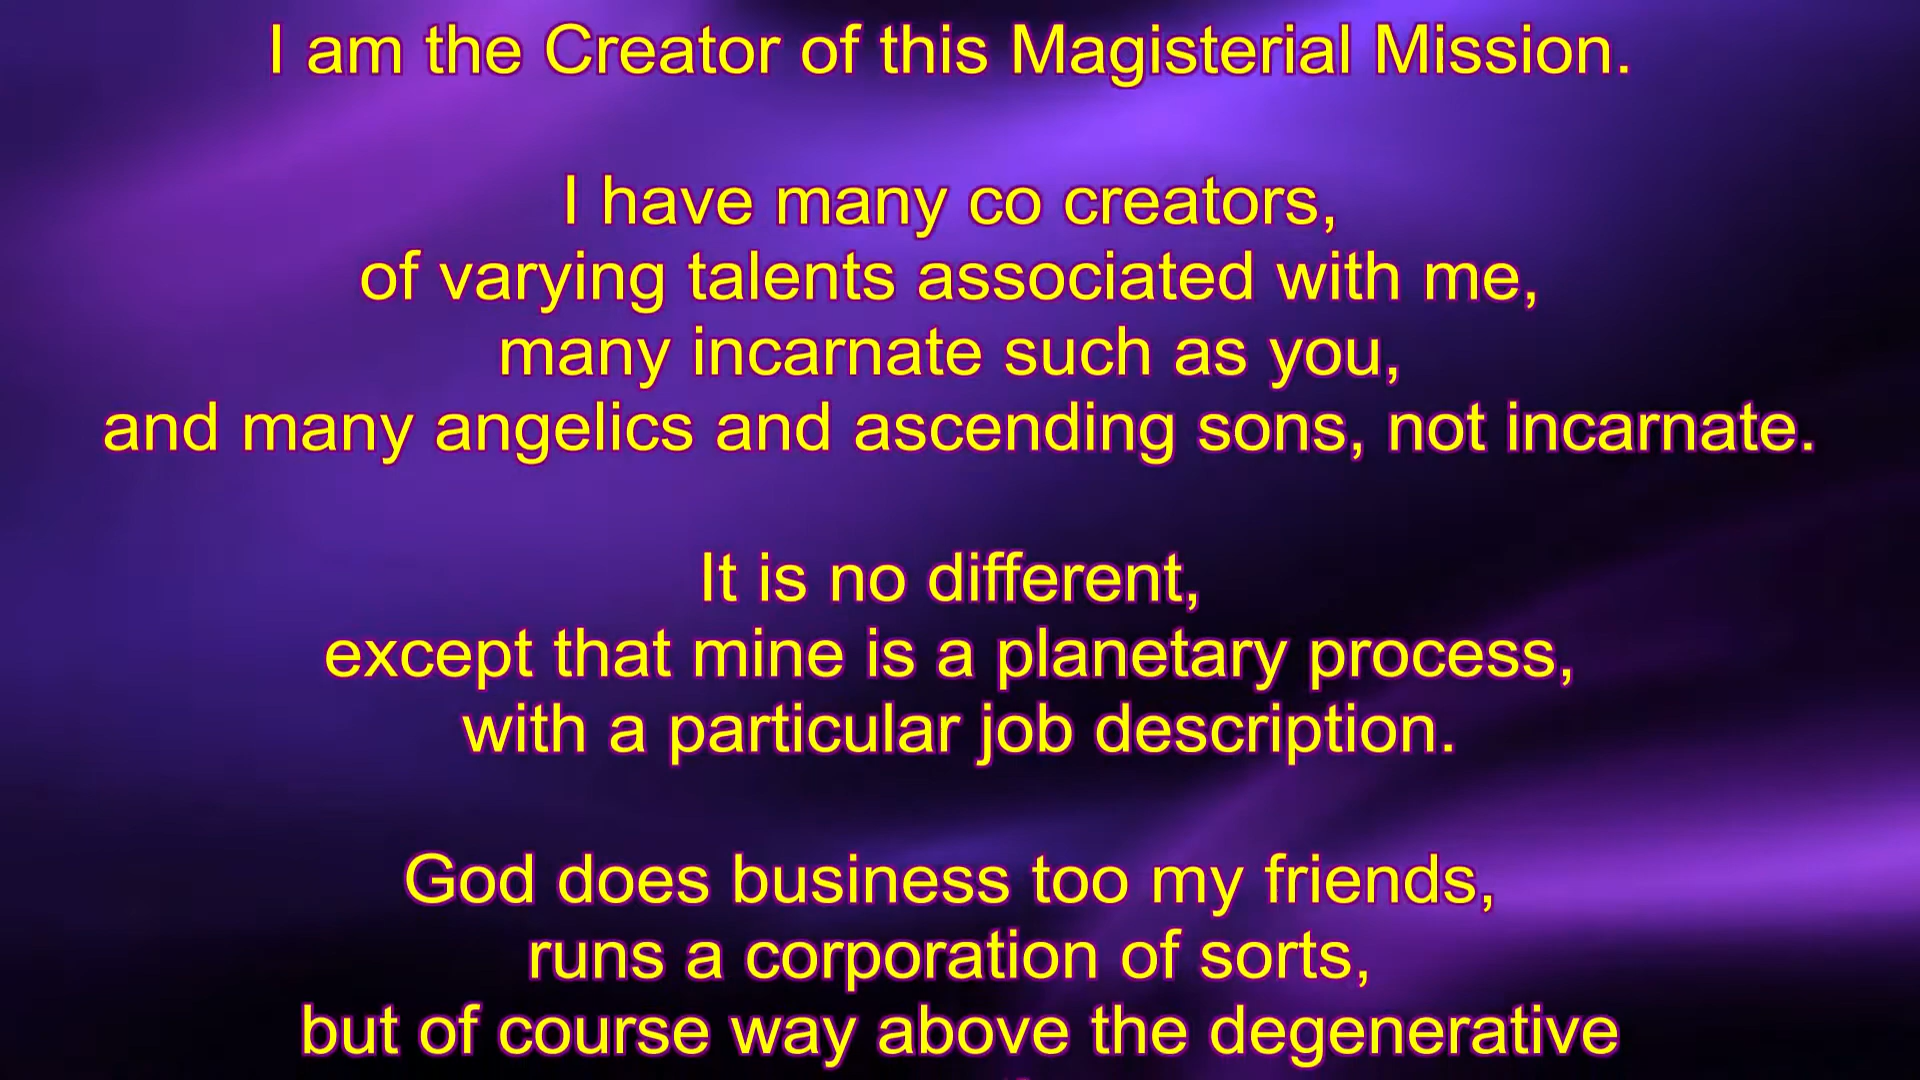 I am the Creator of this Magisterial Mission.
I have many co creators,
of varying talents associated with me,
many incarnate such as you,
and many angelics and ascending sons, not incarnate.
It is no different,
except that mine is a planetary process,
with a particular job description.
God does business too my friends,
runs a corporation of sorts,
but of course way above the degenerative